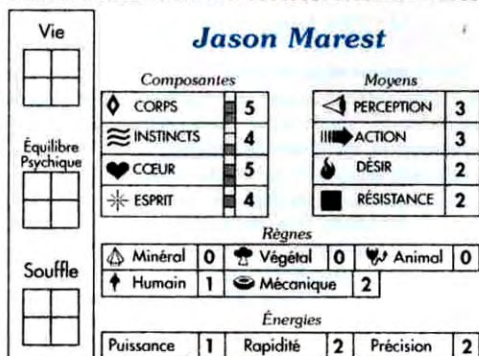 Jason Marest
Vie
Équilibre
Psychique
Souffle
Composantes
CORPS 5
INSTINCTS 4
CŒUR 5
ESPRIT 4
Moyens
PERCEPTION 3
ACTION 3
DÉSIR 2
RÉSISTANCE 2
Règnes
Minéral 0 Végétal 0 Animal 0
Humain 1 Mécanique 2
Énergies
Puissance 1 Rapidité 2 Précision 2